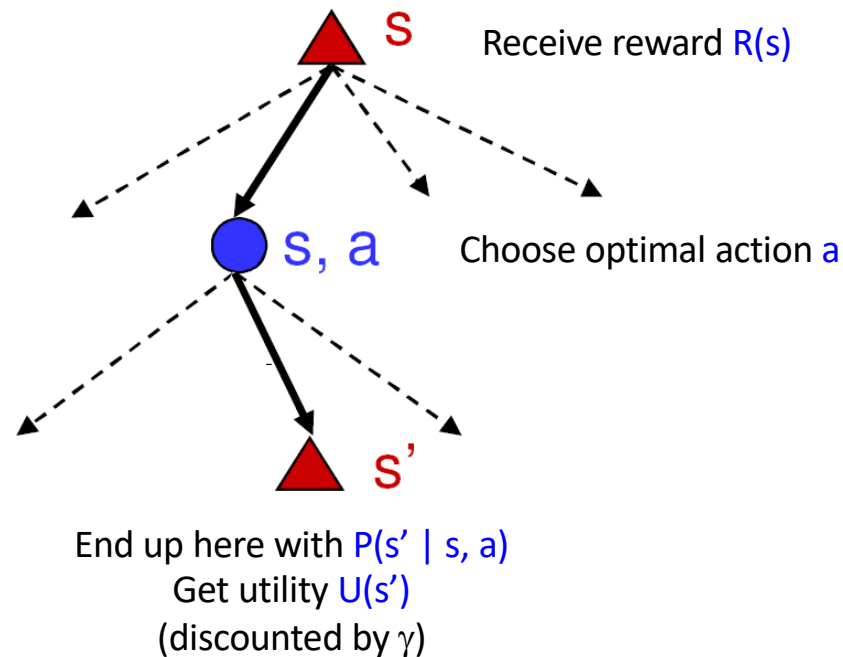 s
Receive reward R(s)
s, a
Choose optimal action a
s’
End up here with P(s’ | s, a)
Get utility U(s’)
(discounted by γ)